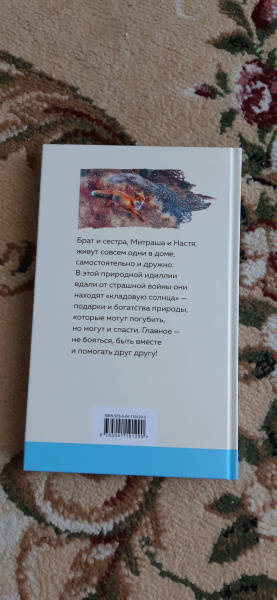 Брат и сестра, Митраша и Настя,
живут совсем одни в доме,
самостоятельно и дружно.
В этой природной идиллии
вдали от страшной войны они
находят «кладовую солнца» —
подарки и богатства природы,
которые могут погубить,
но могут и спасти. Главное —
не бояться, быть вместе
и помогать друг другу!